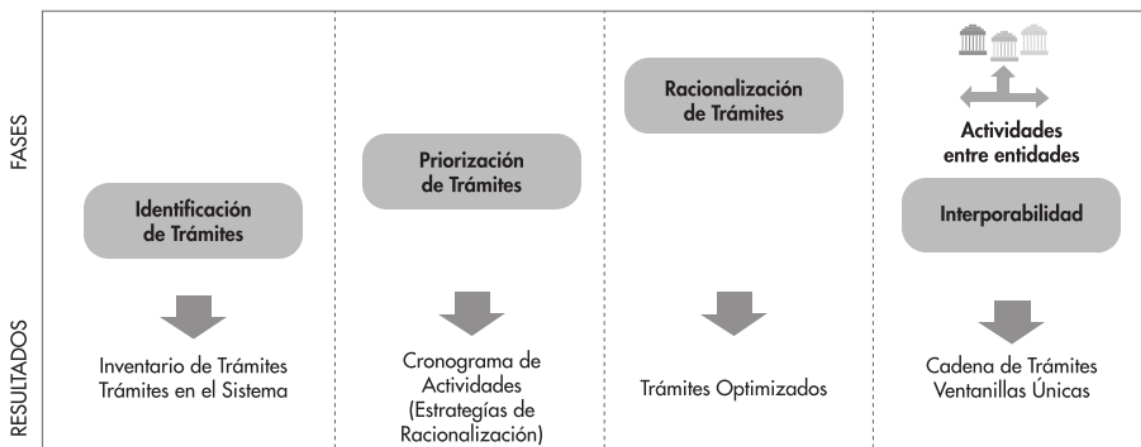 FASES
Identificación
de Trámites
Priorización
de Trámites
Racionalización
de Trámites
Actividades
entre entidades
Interporabilidad
RESULTADOS
Inventario de Trámites
Trámites en el Sistema
Cronograma de
Actividades
(Estrategías de
Racionalización)
Trámites Optimizados
Cadena de Trámites
Ventanillas Únicas